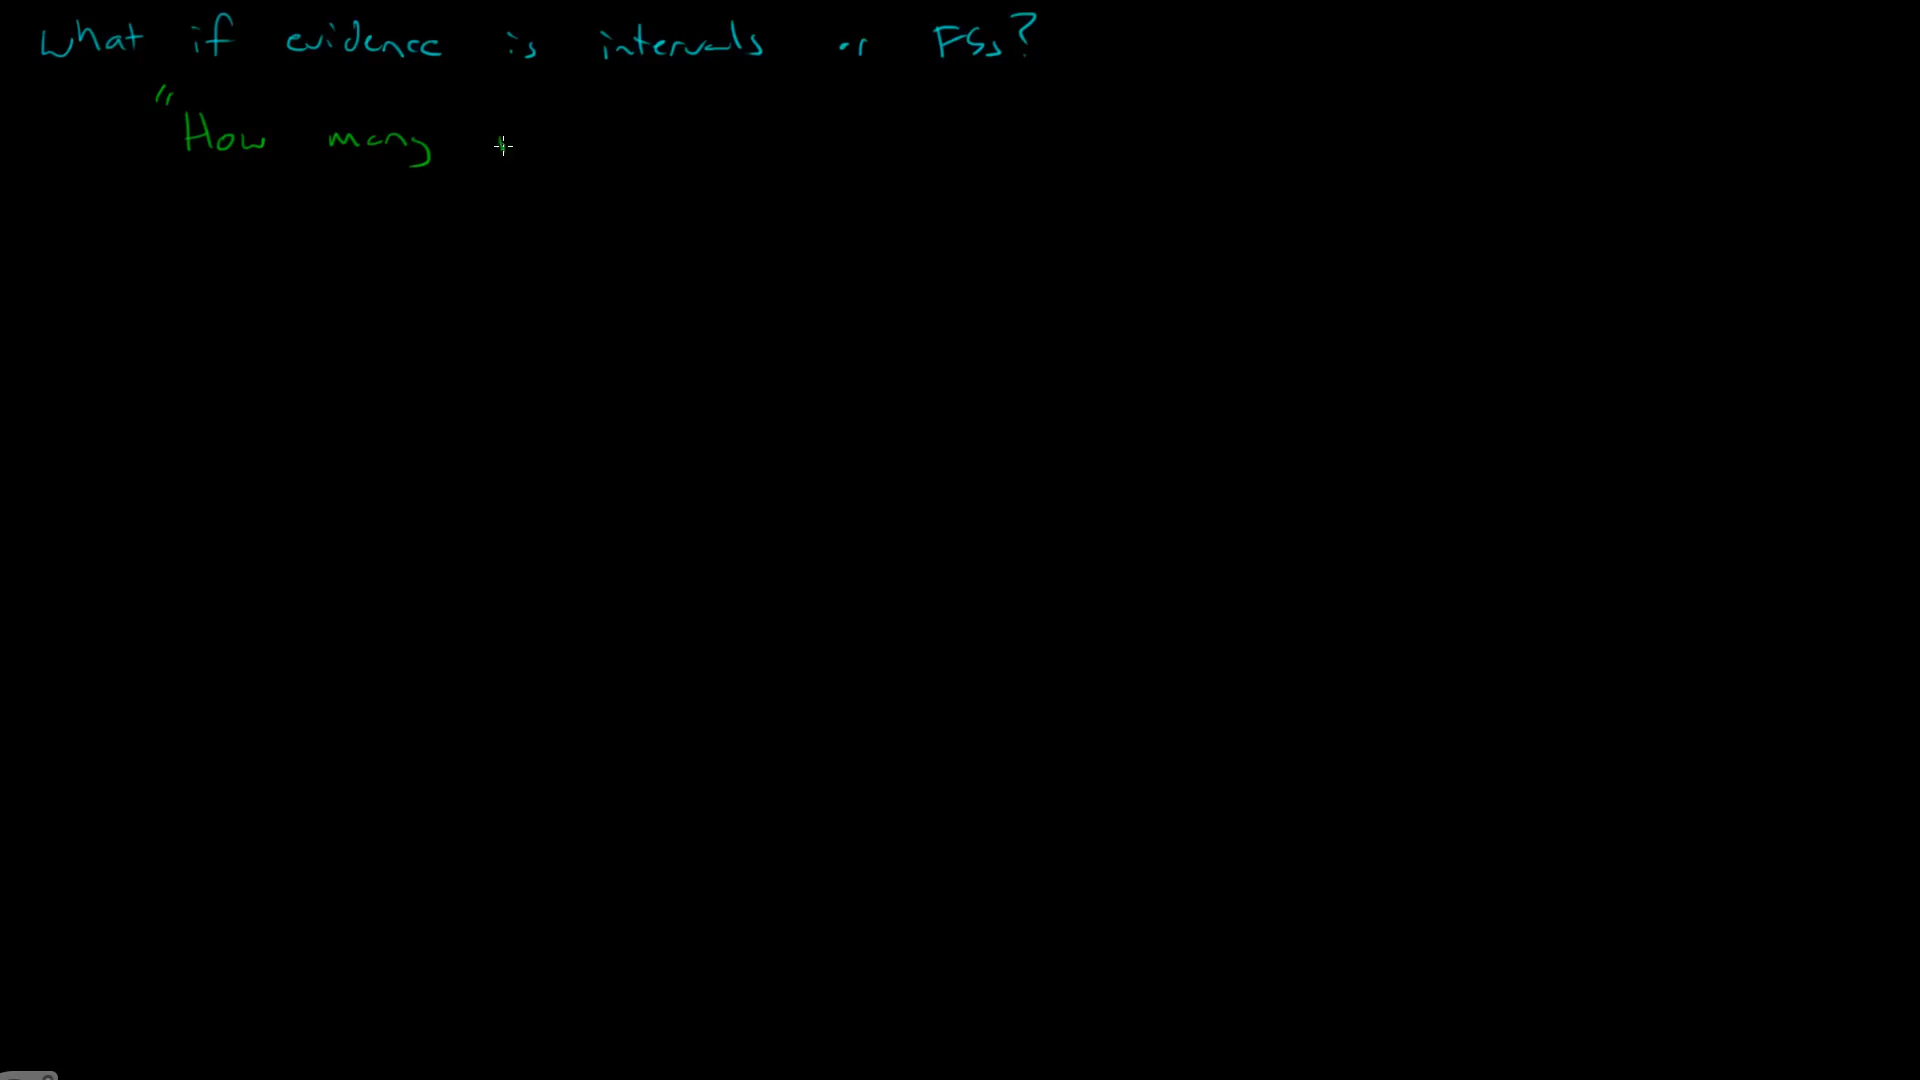 What if evidence is intervals or FSs?
"How many